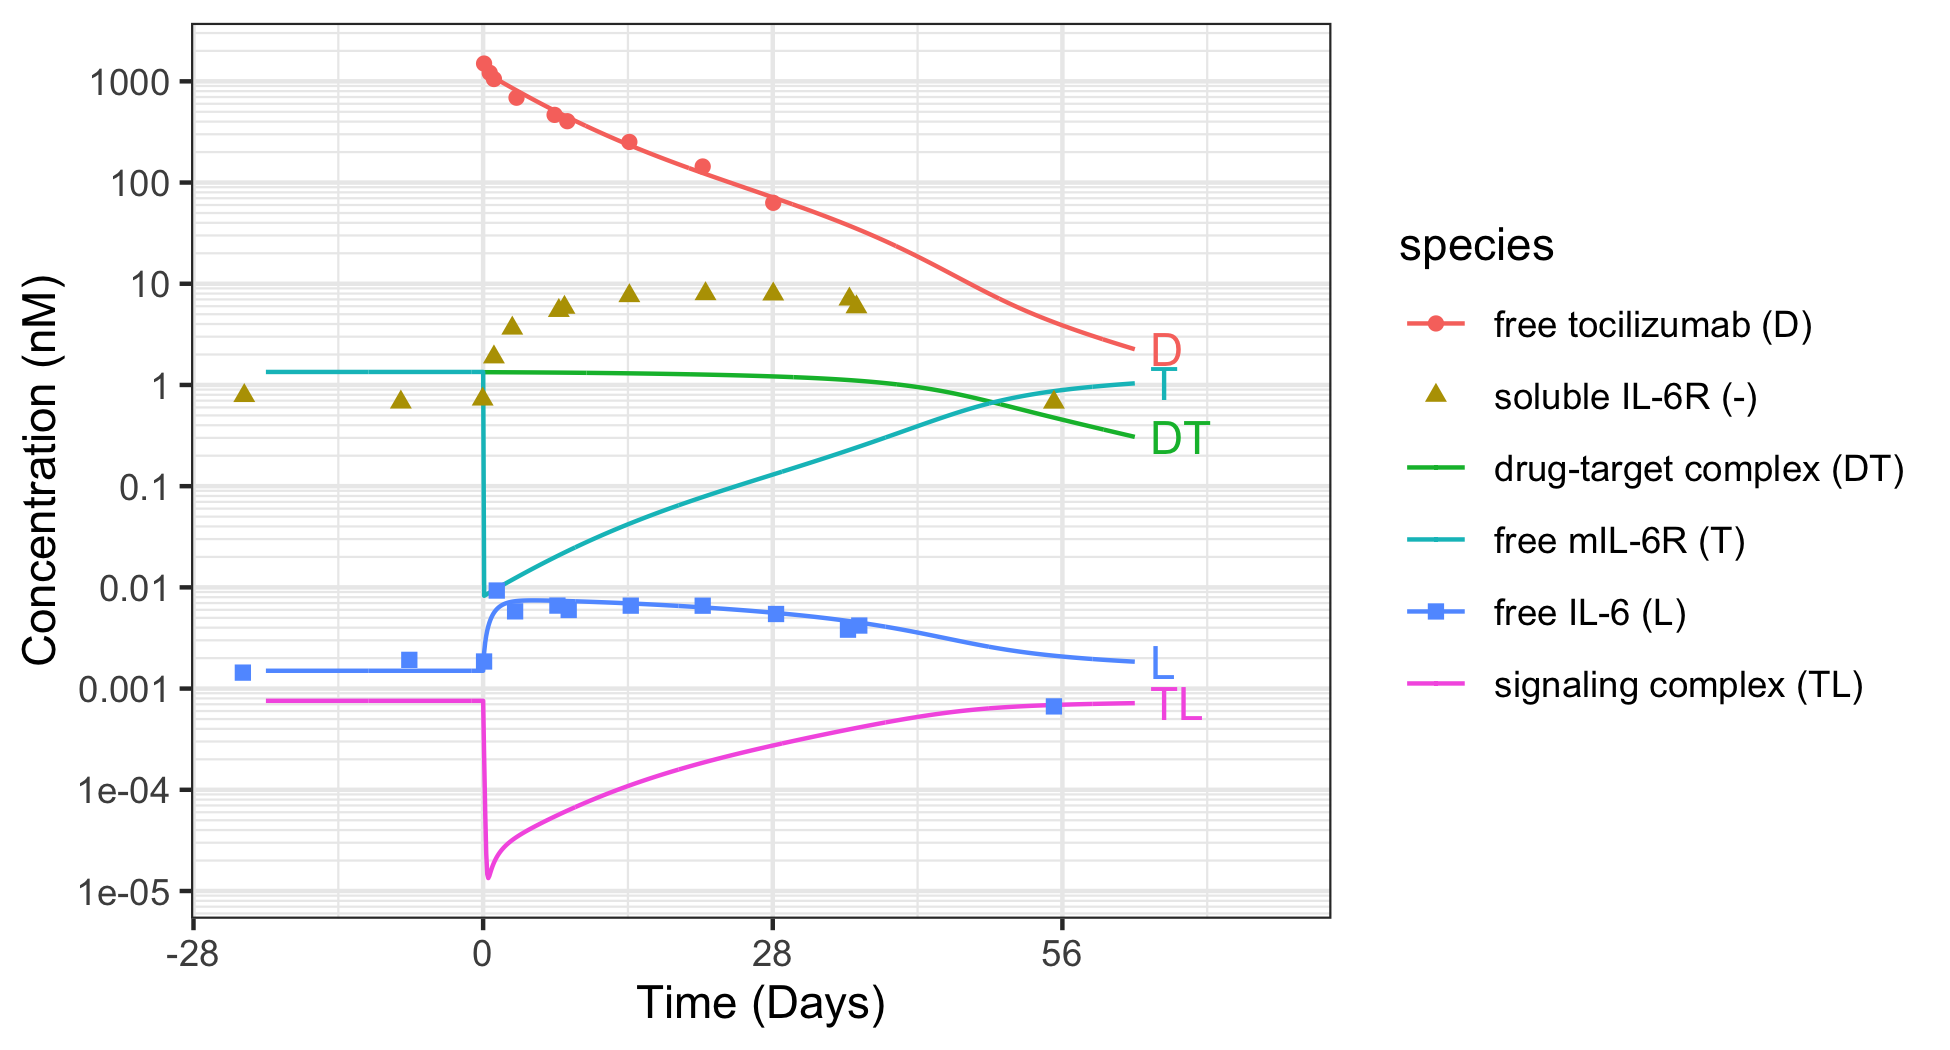 1000
100
10
1
0.1
0.01
0.001
1e-04
1e-05
Concentration (nM)
-28
0
28
56
Time (Days)
D
T
DT
L
TL
species
free tocilizumab (D)
soluble IL-6R (-)
drug-target complex (DT)
free mIL-6R (T)
free IL-6 (L)
signaling complex (TL)